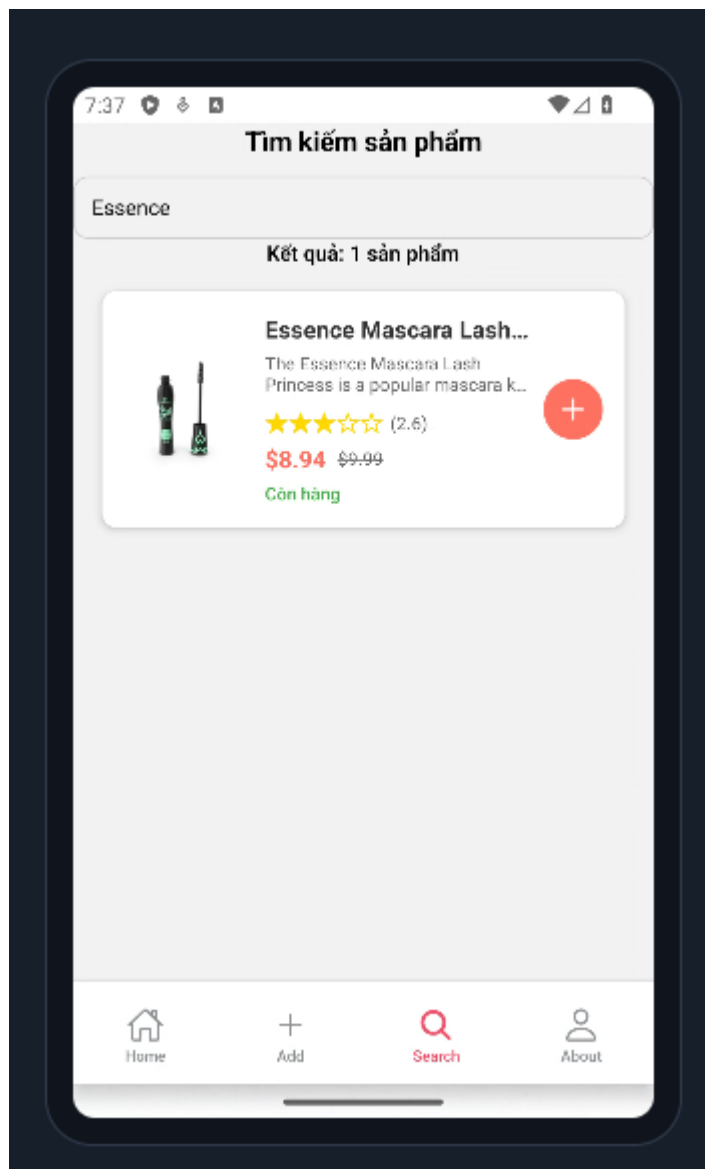 7:37
Tìm kiếm sản phẩm
Essence
Kết quả: 1 sản phẩm
Essence Mascara Lash...
The Essence Mascara Lash
Princess is a popular mascara k...
★★★☆☆ (2.6)
$8.94 $9.99
Còn hàng
Home
Add
Search
About